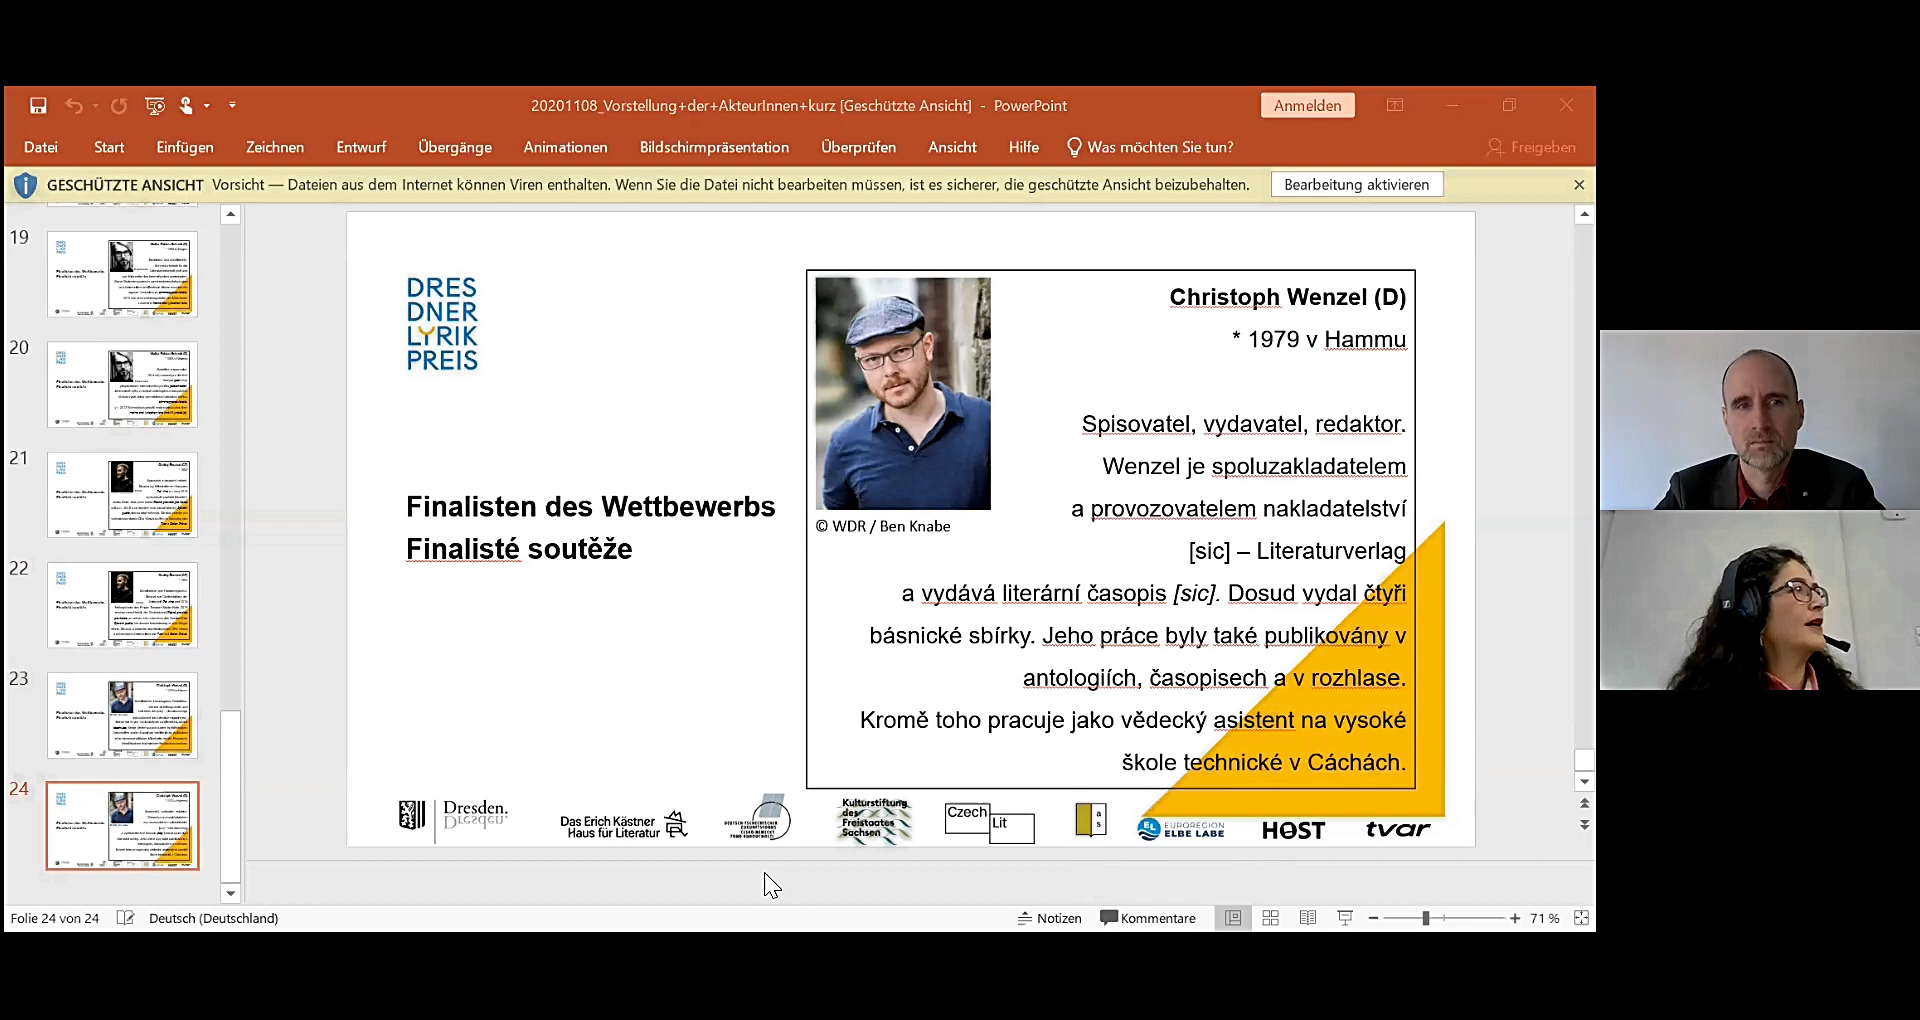 20201108_Vorstellung+der+AkteurInnen+kurz [Geschützte Ansicht] - PowerPoint
Anmelden
Datei Start Einfügen Zeichnen Entwurf Übergänge Animationen Bildschirmpräsentation Überprüfen Ansicht Hilfe Was möchten Sie tun? Freigeben
GESCHÜTZTE ANSICHT Vorsicht — Dateien aus dem Internet können Viren enthalten. Wenn Sie die Datei nicht bearbeiten müssen, ist es sicherer, die geschützte Ansicht beizubehalten. Bearbeitung aktivieren
19
20
21
22
23
24
DRES
DNER
LYRIK
PREIS
Finalisten des Wettbewerbs
Finalisté soutěže
© WDR / Ben Knabe
Christoph Wenzel (D)
* 1979 v Hammu
Spisovatel, vydavatel, redaktor.
Wenzel je spoluzakladatelem
a provozovatelem nakladatelství
[sic] – Literaturverlag
a vydává literární časopis [sic]. Dosud vydal čtyři
básnické sbírky. Jeho práce byly také publikovány v
antologiích, časopisech a v rozhlase.
Kromě toho pracuje jako vědecký asistent na vysoké
škole technické v Cáchách.
Dresden.
Dresden.
Das Erich Kästner
Haus für Literatur
Kulturstiftung
des
Freistaates
Sachsen
Czech
Lit
a
s
EUROREGION
ELBE LABE
HOST
tvar
Folie 24 von 24 Deutsch (Deutschland) Notizen Kommentare 71 %